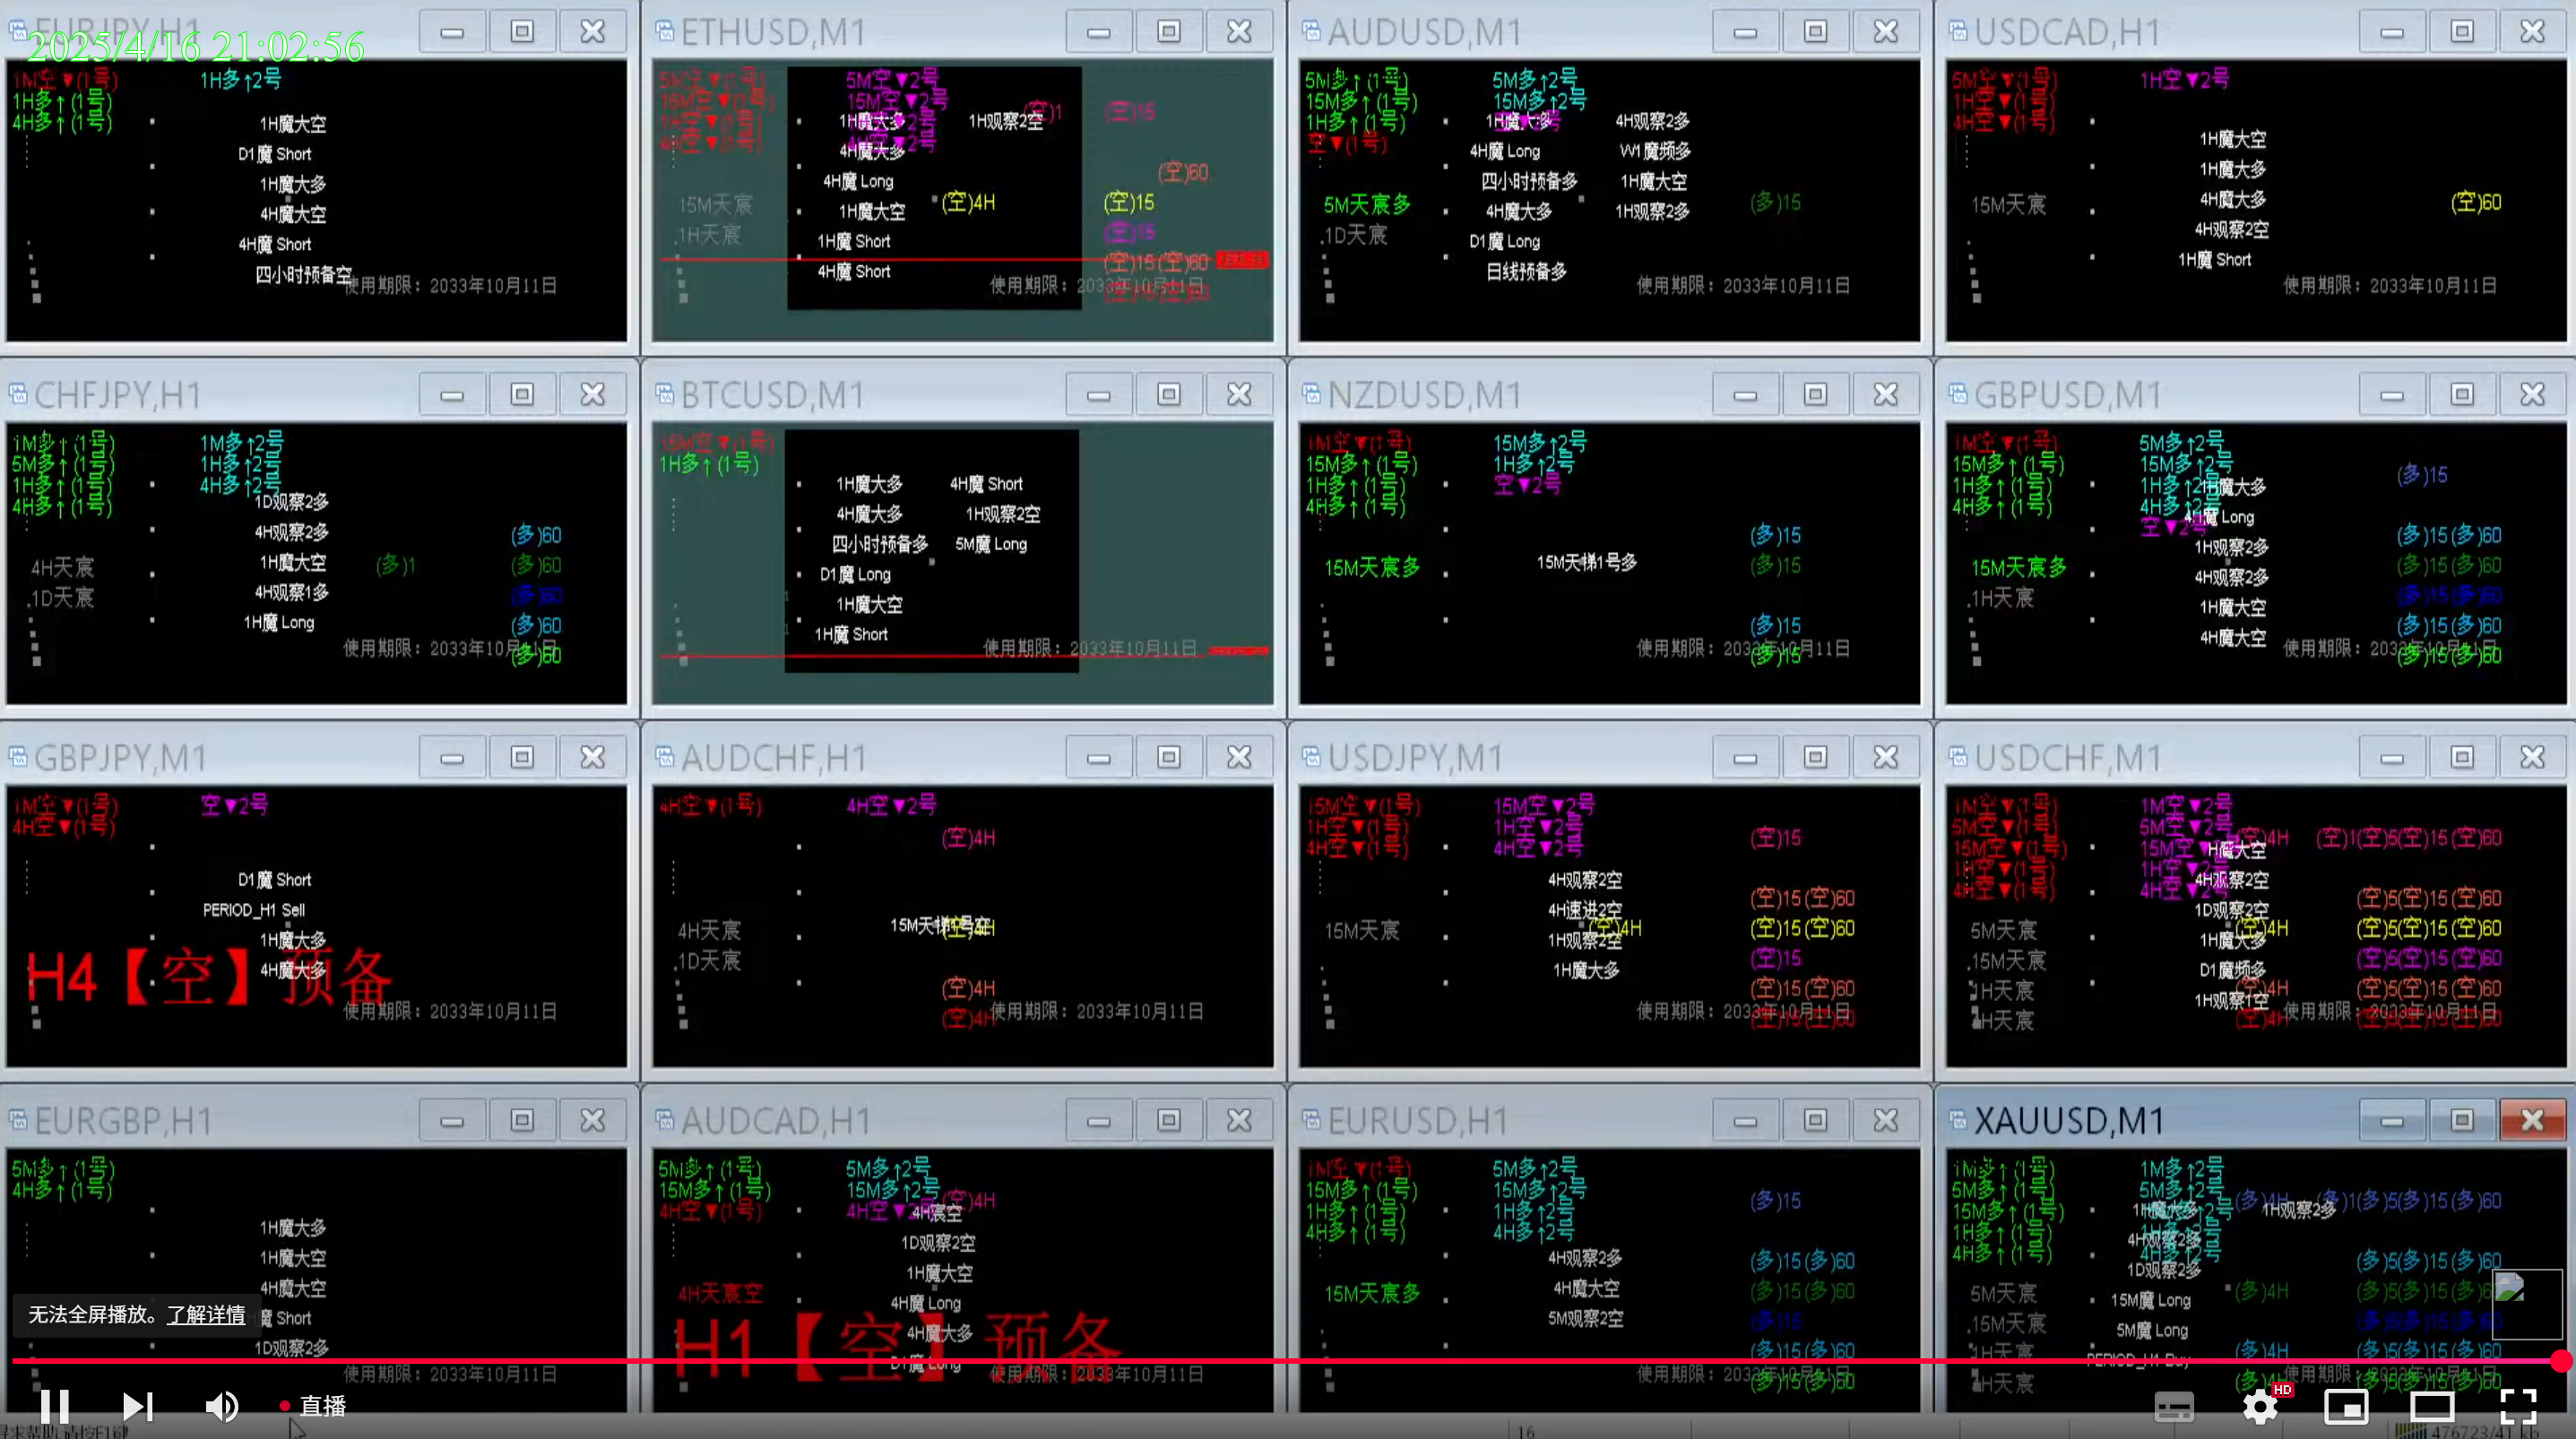 EURJPY,H1
2025/4/16 21:02:56
1M空▼(1号)
1H多↑(1号)
4H多↑(1号)
1H多↑2号
1H魔大空
D1魔 Short
1H魔大多
4H魔大空
4H魔 Short
四小时预备空
使用期限：2033年10月11日
ETHUSD,M1
5M空▼(1号)
15M空▼(1号)
1H空▼(1号)
4H空▼(1号)
5M空▼2号
15M空▼2号
1H魔大多
4H魔大多
4H魔 Long
1H魔大空
1H魔 Short
4H魔 Short
1H观察2空
(空)1
(空)15
(空)60
(空)4H
(空)15
(空)15
(空)15(空)60
15M天宸
1H天宸
使用期限：2033年10月11日
AUDUSD,M1
5M多↑(1号)
15M多↑(1号)
1H多↑(1号)
空▼(1号)
5M多↑2号
15M多↑2号
1H魔大多
4H魔 Long
四小时预备多
4H魔大多
D1魔 Long
日线预备多
4H观察2多
W1魔频多
1H魔大空
1H观察2多
5M天宸多
1D天宸
(多)15
使用期限：2033年10月11日
USDCAD,H1
5M空▼(1号)
1H空▼(1号)
4H空▼(1号)
1H空▼2号
1H魔大空
1H魔大多
4H魔大多
4H观察2空
1H魔 Short
15M天宸
(空)60
使用期限：2033年10月11日
CHFJPY,H1
1M多↑(1号)
5M多↑(1号)
1H多↑(1号)
4H多↑(1号)
1M多↑2号
1H多↑2号
4H多↑2号
1D观察2多
4H观察2多
1H魔大空
4H观察1多
1H魔 Long
4H天宸
1D天宸
(多)1
(多)60
(多)60
(多)60
(多)60
(多)60
使用期限：2033年10月11日
BTCUSD,M1
15M空▼(1号)
1H多↑(1号)
1H魔大多
4H魔大多
四小时预备多
D1魔 Long
1H魔大空
1H魔 Short
4H魔 Short
1H观察2空
5M魔 Long
使用期限：2033年10月11日
NZDUSD,M1
1M空▼(1号)
15M多↑(1号)
1H多↑(1号)
4H多↑(1号)
15M多↑2号
1H多↑2号
空▼2号
15M天宸多
15M天梯1号多
(多)15
(多)15
(多)15
(多)15
使用期限：2033年10月11日
GBPUSD,M1
1M空▼(1号)
15M多↑(1号)
1H多↑(1号)
4H多↑(1号)
5M多↑2号
15M多↑2号
1H多↑2号
4H多↑2号
空▼2号
1H魔大多
4H魔 Long
1H观察2多
4H观察2多
1H魔大空
4H魔大空
15M天宸多
1H天宸
(多)15
(多)15(多)60
(多)15(多)60
(多)15(多)60
(多)15(多)60
(多)15(多)60
使用期限：2033年10月11日
GBPJPY,M1
1M空▼(1号)
4H空▼(1号)
空▼2号
D1魔 Short
PERIOD_H1 Sell
1H魔大多
4H魔大多
H4【空】预备
使用期限：2033年10月11日
AUDCHF,H1
4H空▼(1号)
4H空▼2号
(空)4H
4H天宸
1D天宸
(空)4H
(空)4H
(空)4H
使用期限：2033年10月11日
USDJPY,M1
15M空▼(1号)
1H空▼(1号)
4H空▼(1号)
15M空▼2号
1H空▼2号
4H空▼2号
4H观察2空
4H速进2空
1H观察2空
1H魔大多
15M天宸
(空)4H
(空)15
(空)15(空)60
(空)15(空)60
(空)15
(空)15(空)60
(空)15(空)60
使用期限：2033年10月11日
USDCHF,M1
1M空▼(1号)
5M空▼(1号)
15M空▼(1号)
1H空▼(1号)
4H空▼(1号)
1M空▼2号
5M空▼2号
15M空▼2号
1H空▼2号
4H空▼2号
H魔大空
4H观察2空
1D观察2空
1H魔大多
D1魔频多
1H观察1空
5M天宸
15M天宸
1H天宸
4H天宸
(空)4H
(空)1(空)5(空)15(空)60
(空)5(空)15(空)60
(空)4H
(空)5(空)15(空)60
(空)5(空)15(空)60
(空)4H
(空)5(空)15(空)60
(空)4H
使用期限：2033年10月11日
EURGBP,H1
5M多↑(1号)
4H多↑(1号)
1H魔大多
1H魔大空
4H魔大空
魔 Short
1D观察2多
使用期限：2033年10月11日
AUDCAD,H1
5M多↑(1号)
15M多↑(1号)
4H空▼(1号)
5M多↑2号
15M多↑2号
4H空▼2号
(空)4H
4H宸空
1D观察2空
1H魔大空
4H魔 Long
4H魔大多
D1魔 Long
4H天宸空
H1【空】预备
使用期限：2033年10月11日
EURUSD,H1
1M空▼(1号)
15M多↑(1号)
1H多↑(1号)
4H多↑(1号)
5M多↑2号
15M多↑2号
1H多↑2号
4H多↑2号
4H观察2多
4H魔大空
5M观察2空
15M天宸多
(多)15
(多)15(多)60
(多)15(多)60
(多)15
(多)15(多)60
(多)15(多)60
使用期限：2033年10月11日
XAUUSD,M1
1M多↑(1号)
5M多↑(1号)
15M多↑(1号)
1H多↑(1号)
4H多↑(1号)
1M多↑2号
5M多↑2号
1H魔大多
4H观察2多
1D观察2多
15M魔 Long
5M魔 Long
PERIOD_H1 Buy
1H观察2多
5M天宸
15M天宸
1H天宸
4H天宸
(多)4H
(多)1(多)5(多)15(多)60
(多)5(多)15(多)60
(多)4H
(多)4H
(多)5(多)15(多)60
使用期限：2033年10月11日
无法全屏播放。了解详情
直播
HD
寻求帮助,请按F1键
16
476723/41 kb